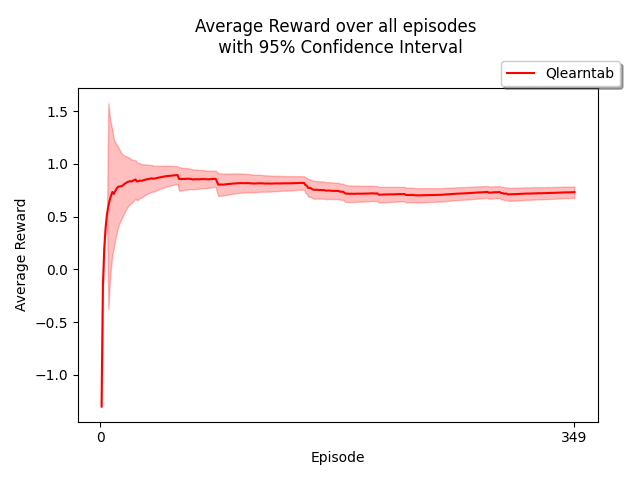 Average Reward over all episodes
with 95% Confidence Interval
Qlearntab
1.5
1.0
0.5
0.0
−0.5
−1.0
Average Reward
0
349
Episode